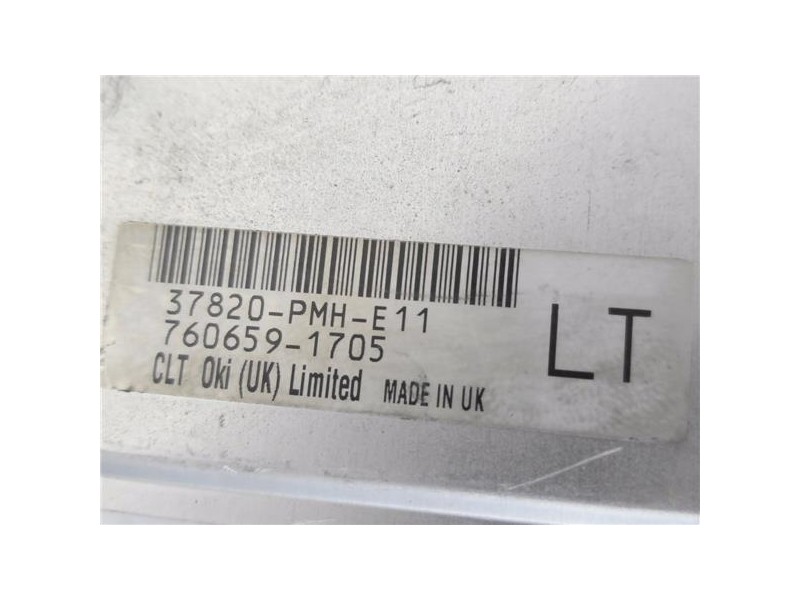 37820-PMH-E11
760659-1705
CLT Oki (UK) Limited MADE IN UK
LT